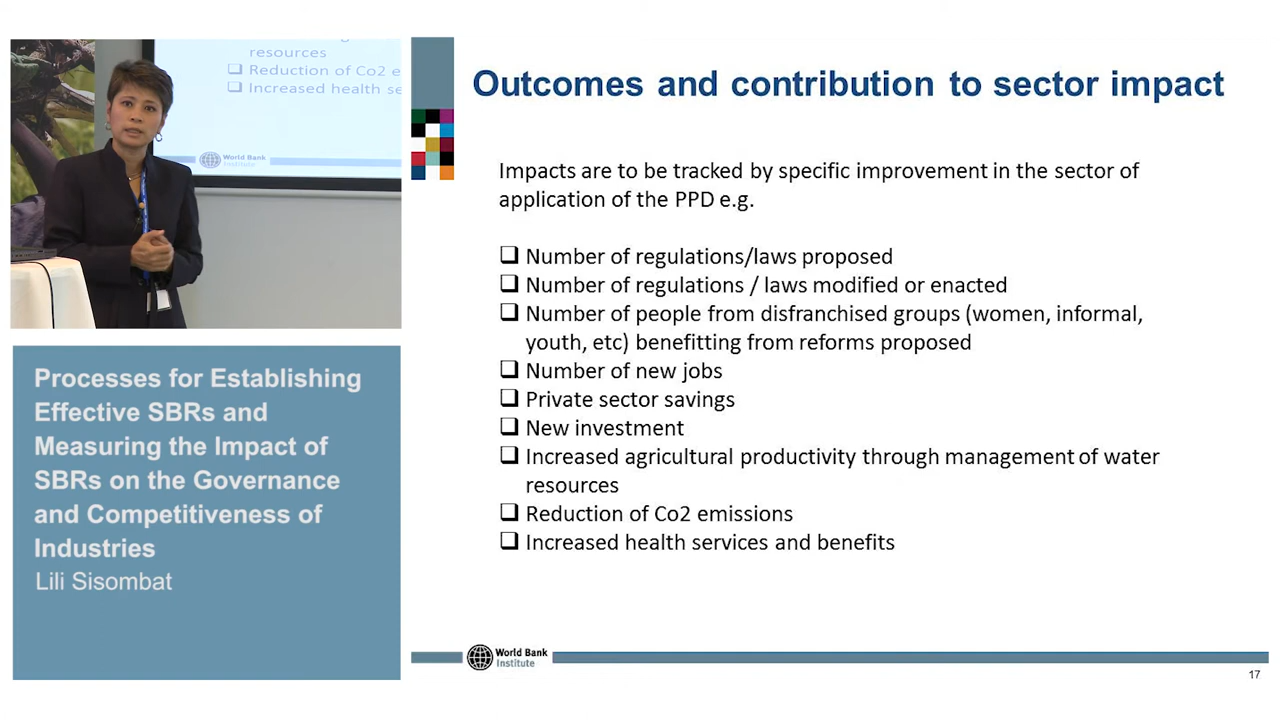 resources
Reduction of Co2 e
Increased health se
World Bank
Institute
Processes for Establishing
Effective SBRs and
Measuring the Impact of
SBRs on the Governance
and Competitiveness of
Industries
Lili Sisombat
Outcomes and contribution to sector impact
Impacts are to be tracked by specific improvement in the sector of
application of the PPD e.g.
❑ Number of regulations/laws proposed
❑ Number of regulations / laws modified or enacted
❑ Number of people from disfranchised groups (women, informal,
youth, etc) benefitting from reforms proposed
❑ Number of new jobs
❑ Private sector savings
❑ New investment
❑ Increased agricultural productivity through management of water
resources
❑ Reduction of Co2 emissions
❑ Increased health services and benefits
World Bank
Institute
17